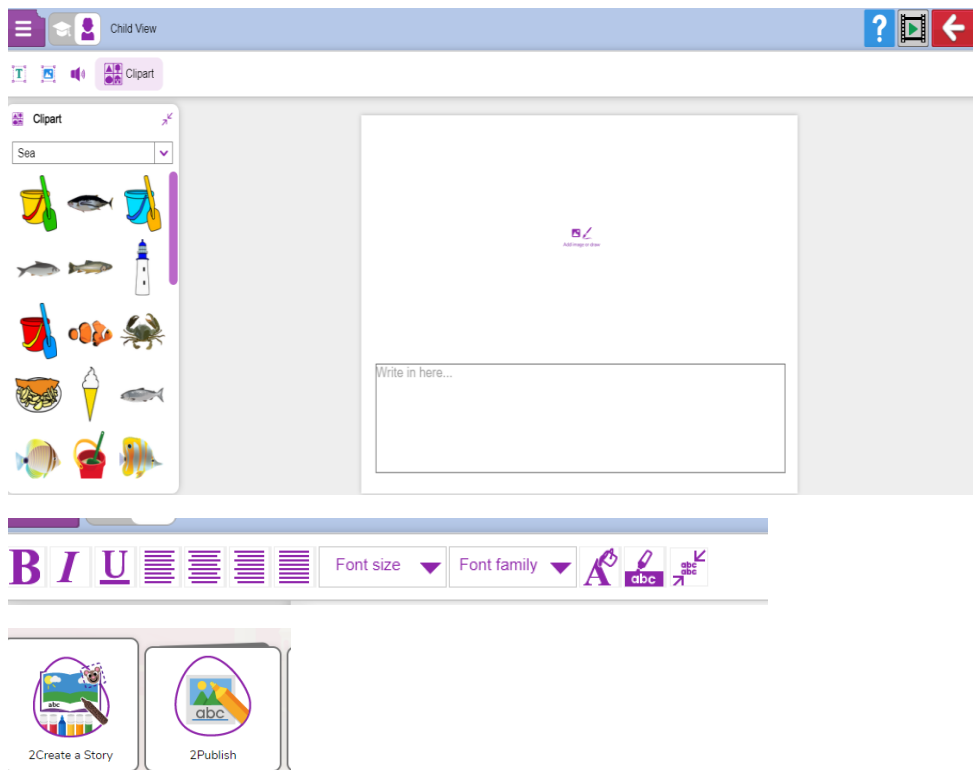 Child View
T
Clipart
Clipart
Sea
Add image or draw
Write in here...
B I U Font size Font family A abc abc abc
abc
abc
2Create a Story 2Publish